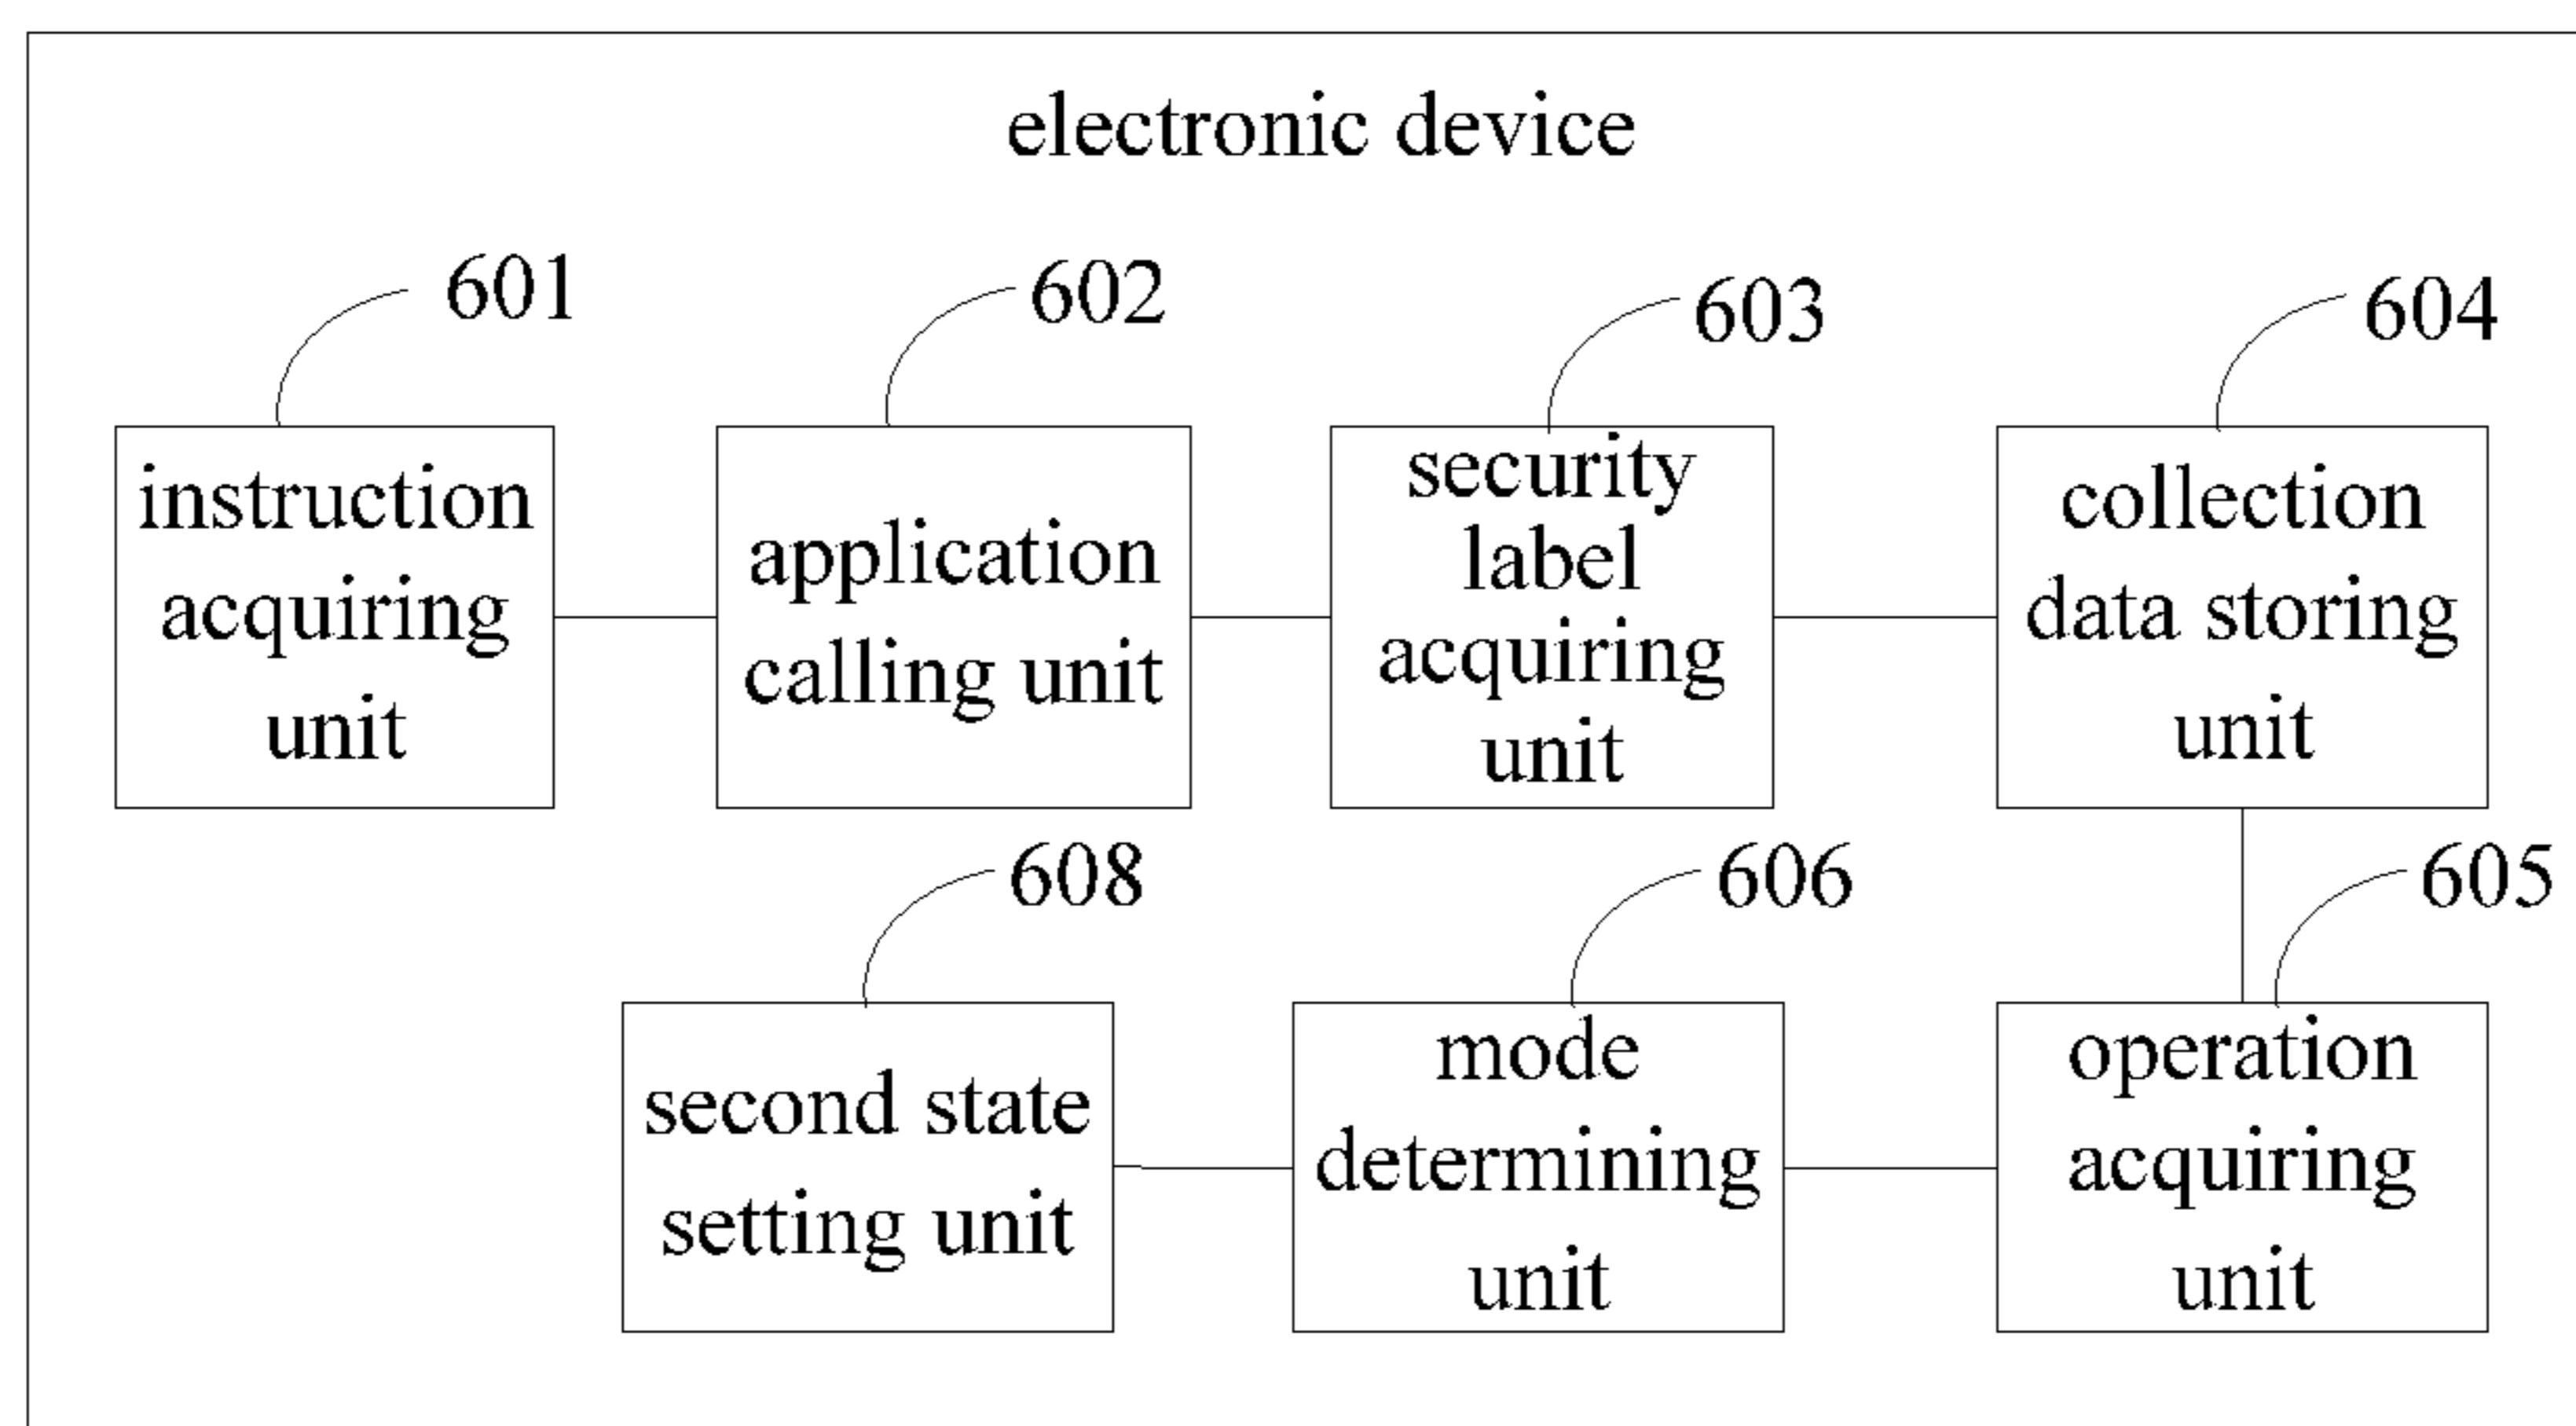 electronic device
601
602
603
604
instruction
acquiring
unit
application
calling unit
security
label
acquiring
unit
collection
data storing
unit
608
606
605
second state
setting unit
mode
determining
unit
operation
acquiring
unit